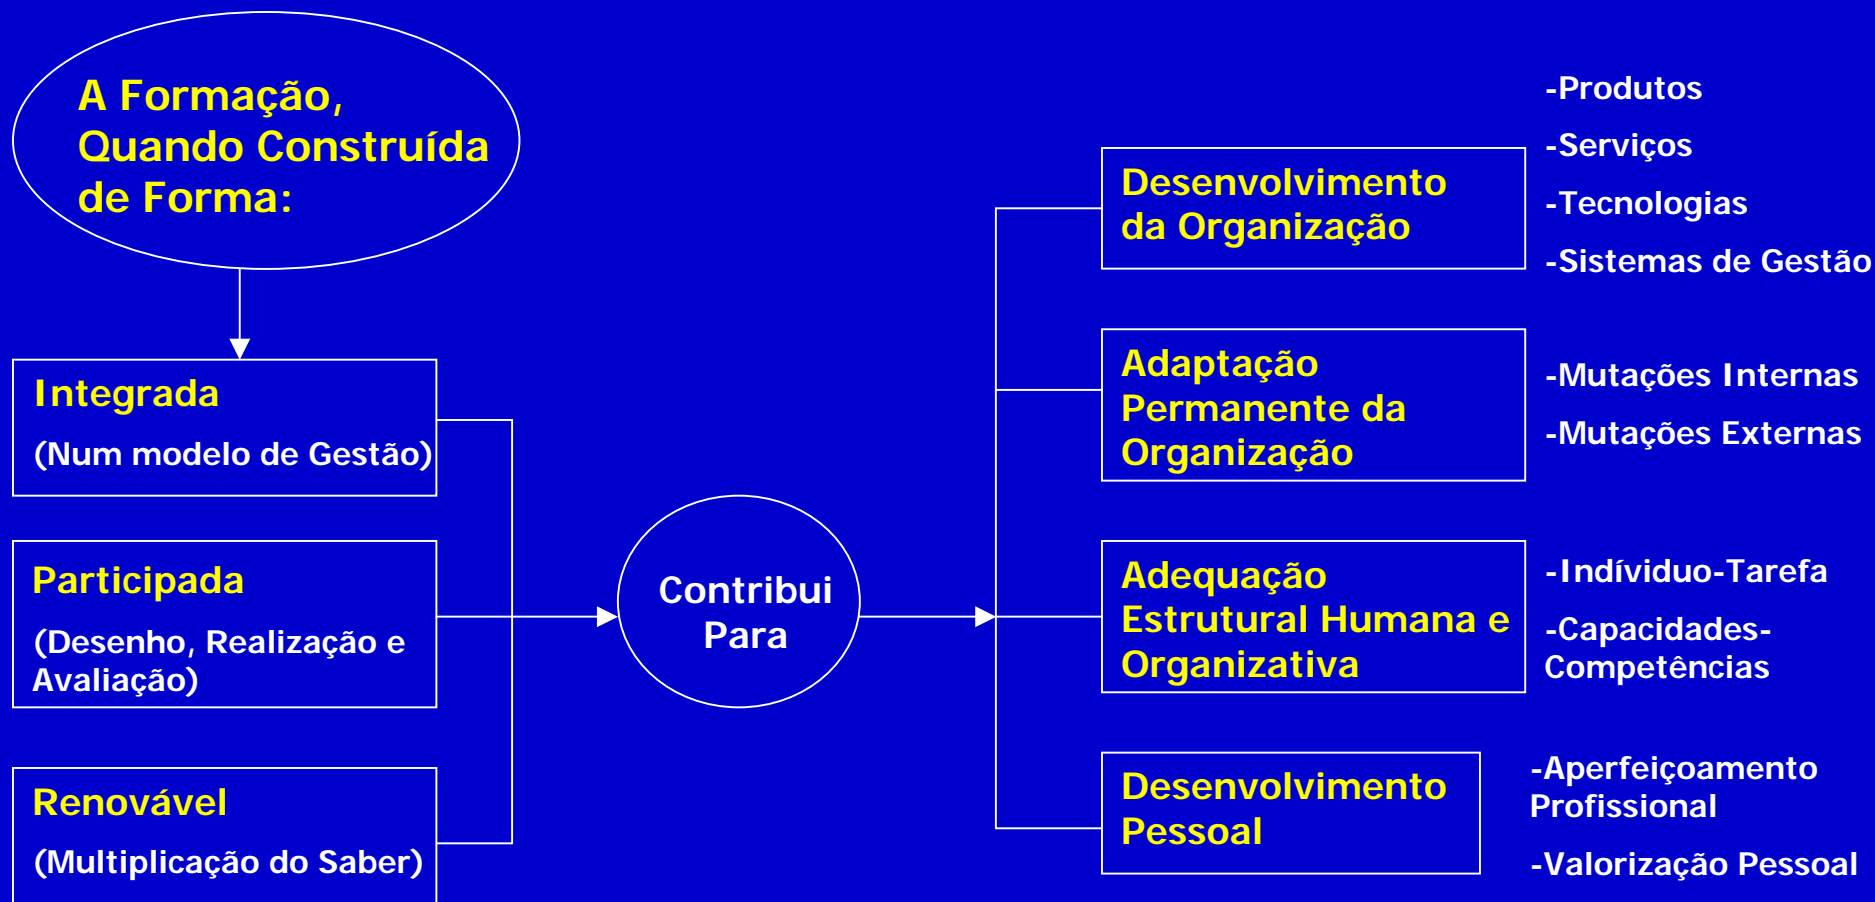 A Formação,
Quando Construída
de Forma:
Integrada
(Num modelo de Gestão)
Participada
(Desenho, Realização e
Avaliação)
Renovável
(Multiplicação do Saber)
Contribui
Para
Desenvolvimento
da Organização
-Produtos
-Serviços
-Tecnologias
-Sistemas de Gestão
Adaptação
Permanente da
Organização
-Mutações Internas
-Mutações Externas
Adequação
Estrutural Humana e
Organizativa
-Indíviduo-Tarefa
-Capacidades-
Competências
Desenvolvimento
Pessoal
-Aperfeiçoamento
Profissional
-Valorização Pessoal